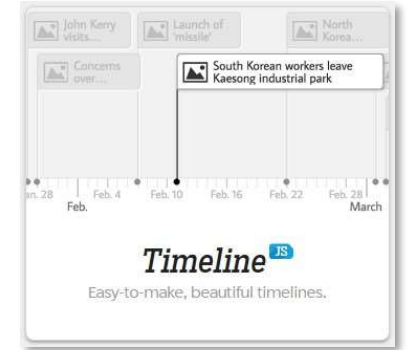 John Kerry
visits...
Launch of
'missile'
North
Korea...
Concerns
over...
South Korean workers leave
Kaesong industrial park
an. 28
Feb. 4
Feb. 10
Feb. 16
Feb. 22
Feb. 28
Feb.
March
Timeline JS
Easy-to-make, beautiful timelines.